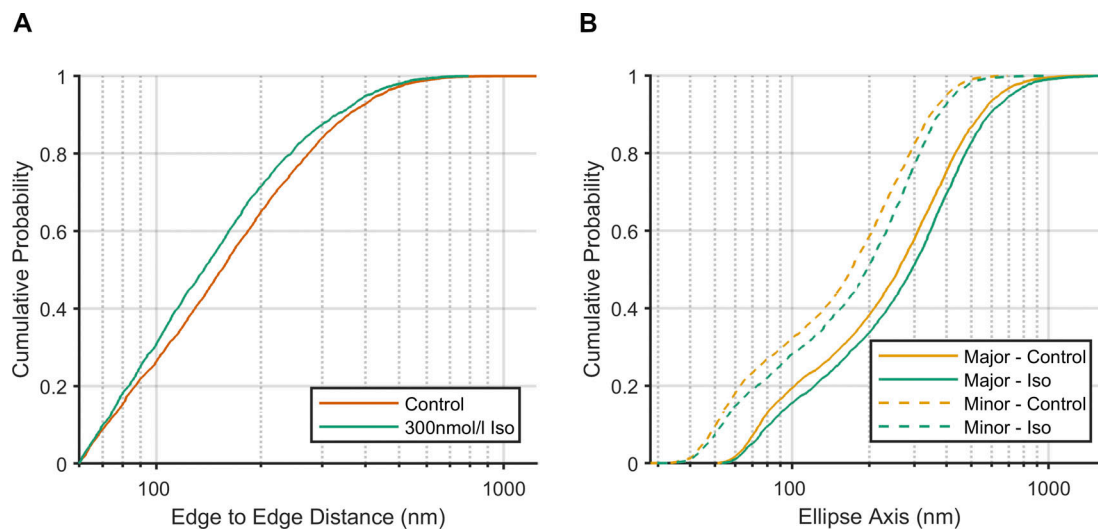 A
B
Cumulative Probability
1
0.8
0.6
0.4
0.2
0
100
1000
Edge to Edge Distance (nm)
Control
300nmol/l Iso
Cumulative Probability
1
0.8
0.6
0.4
0.2
0
100
1000
Ellipse Axis (nm)
Major - Control
Major - Iso
Minor - Control
Minor - Iso